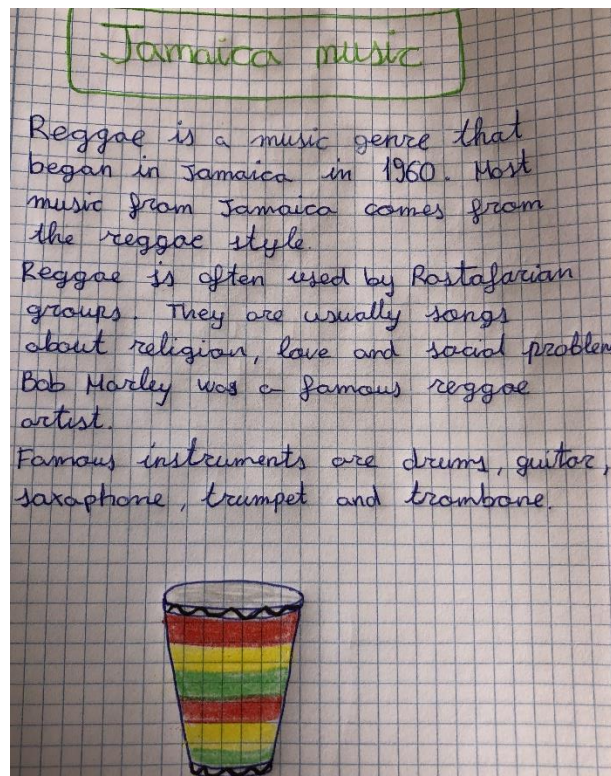 Jamaica music
Reggae is a music genre that
began in Jamaica in 1960. Most
music from Jamaica comes from
the reggae style.
Reggae is often used by Rastafarian
groups. They are usually songs
about religion, love and social problem
Bob Marley was a famous reggae
artist.
Famous instruments are drums, guitar,
saxaphone, trumpet and trombone.